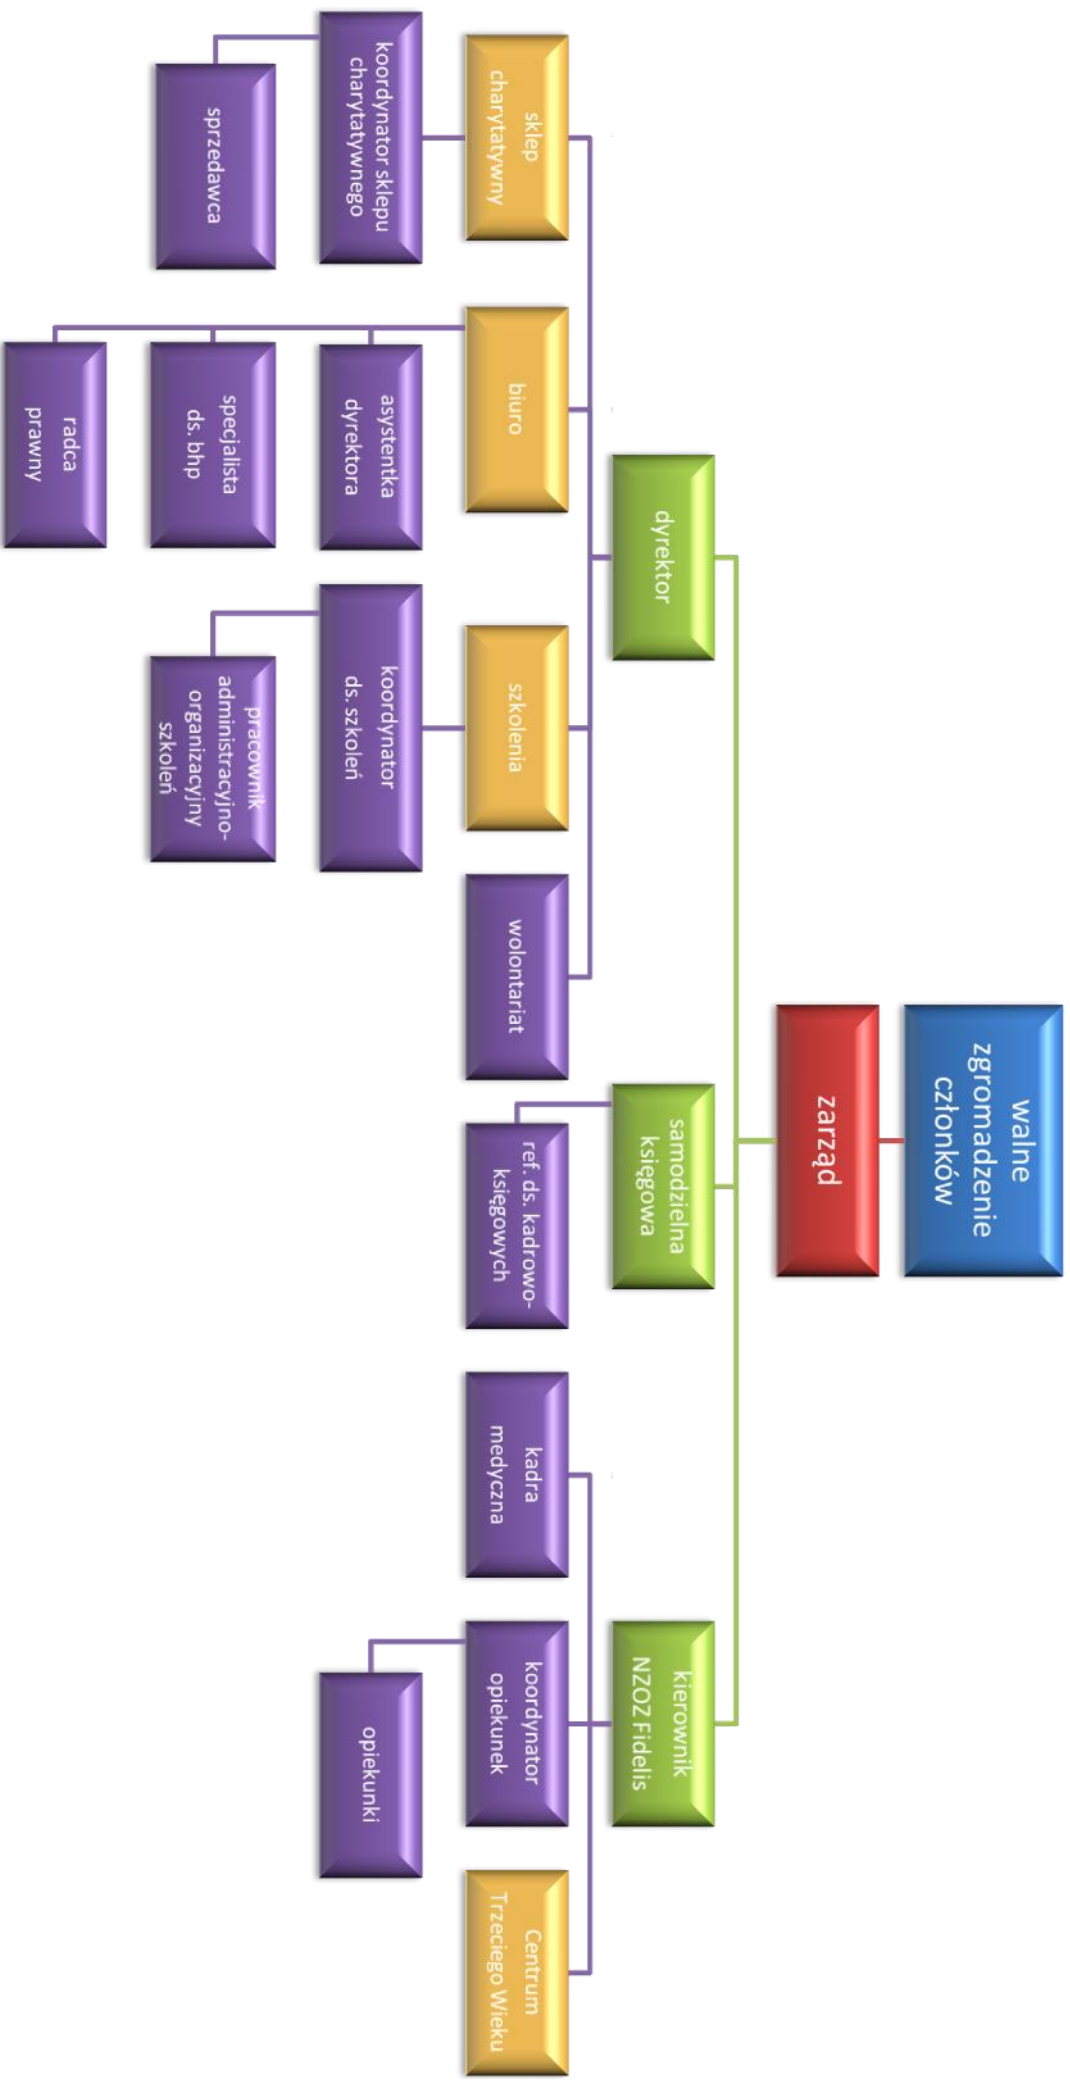 walne
zgromadzenie
członków
zarząd
dyrektor
samodzielna
księgowa
kierownik
NZOZ Fidelis
sklep
charytatywny
biuro
szkolenia
wolontariat
ref. ds. kadrowo-
księgowych
kadra
medyczna
koordynator
opiekunek
Centrum
Trzeciego Wieku
koordynator sklepu
charytatywnego
asystentka
dyrektora
koordynator
ds. szkoleń
opiekunki
sprzedawca
specjalista
ds. bhp
pracownik
administracyjno-
organizacyjny
szkoleń
radca
prawny